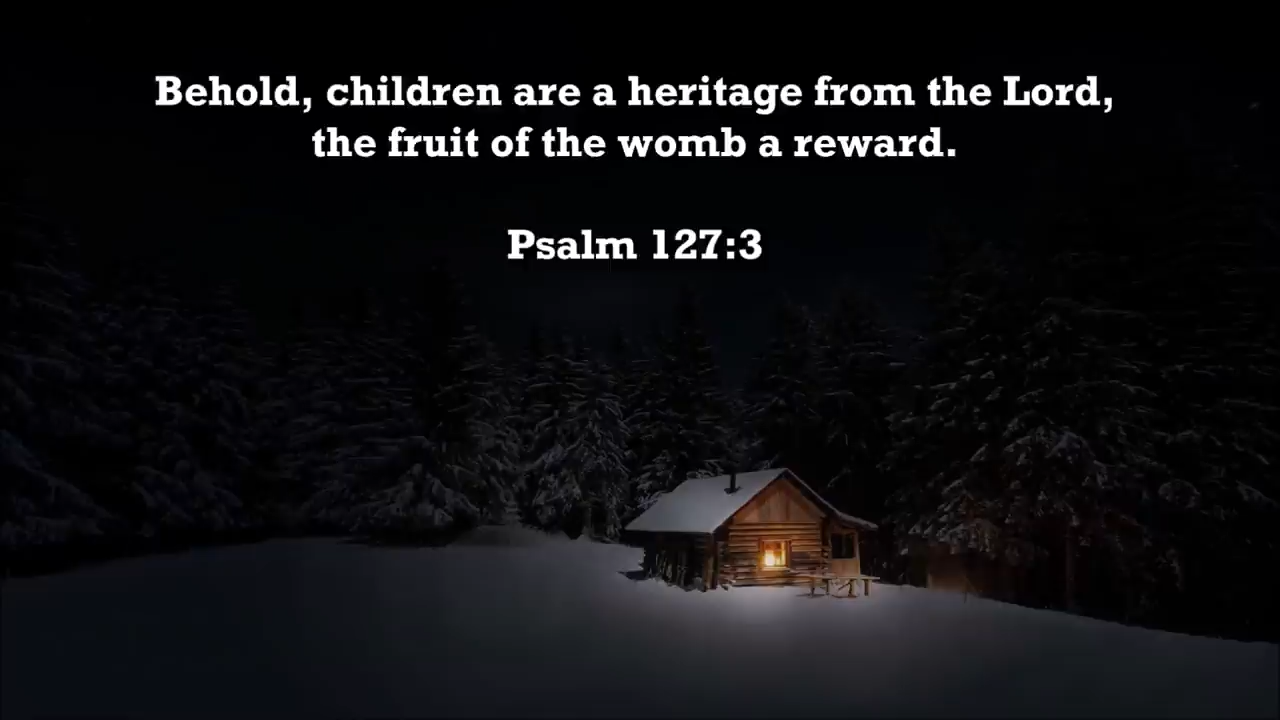 Behold, children are a heritage from the Lord,
the fruit of the womb a reward.
Psalm 127:3